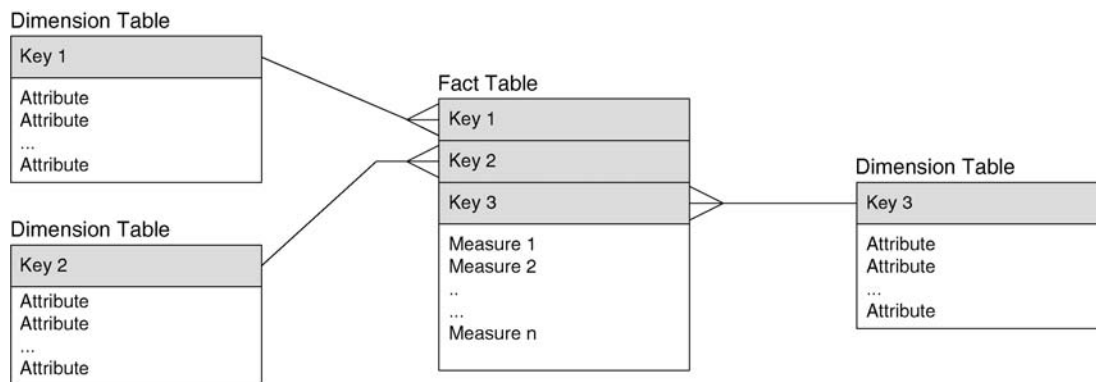 Dimension Table
Key 1
Attribute
Attribute
...
Attribute
Dimension Table
Key 2
Attribute
Attribute
...
Attribute
Fact Table
Key 1
Key 2
Key 3
Measure 1
Measure 2
..
...
Measure n
Dimension Table
Key 3
Attribute
Attribute
...
Attribute